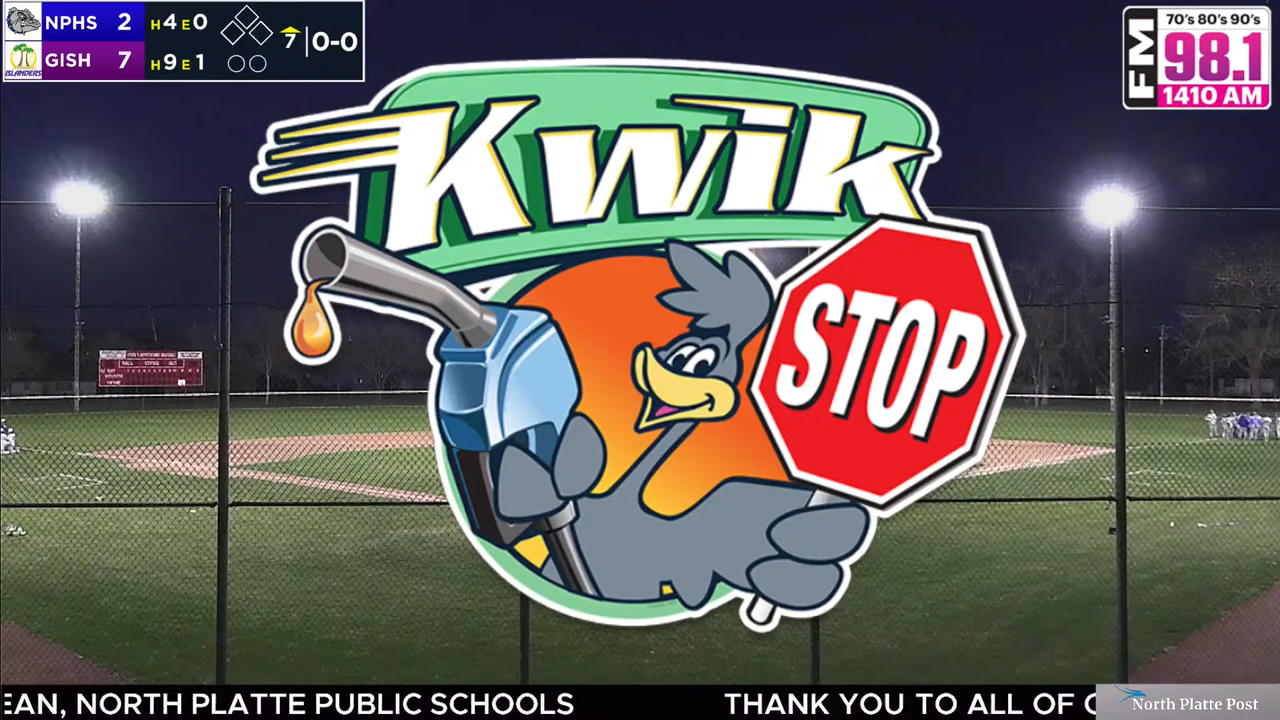 NPHS 2 H4 E0
7 0-0
ISLANDERS GISH 7 H9 E1
FM
70's 80's 90's
98.1
1410 AM
Kwik
STOP
EAN, NORTH PLATTE PUBLIC SCHOOLS THANK YOU TO ALL OF
North Platte Post